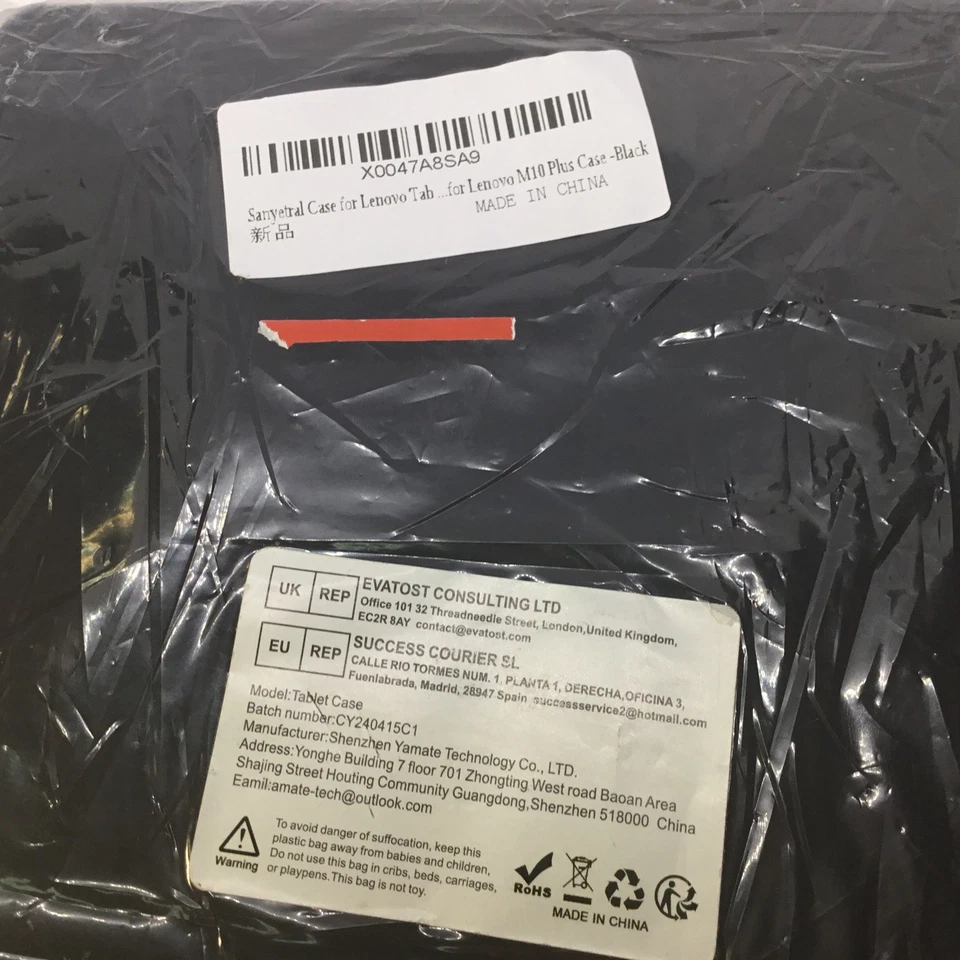 X0047A8SA9
Sanyetral Case for Lenovo Tab ...for Lenovo M10 Plus Case -Black
新品
MADE IN CHINA
UK REP
EVATOST CONSULTING LTD
Office 101 32 Threadneedle Street, London,United Kingdom,
EC2R 8AY contact@evatost.com
EU REP
SUCCESS COURIER SL
CALLE RIO TORMES NUM. 1, PLANTA 1, DERECHA,OFICINA 3,
Fuenlabrada, Madrid, 28947 Spain successservice2@hotmail.com
Model:Tablet Case
Batch number:CY240415C1
Manufacturer:Shenzhen Yamate Technology Co., LTD.
Address:Yonghe Building 7 floor 701 Zhongting West road Baoan Area
Shajing Street Houting Community Guangdong,Shenzhen 518000 China
Eamil:amate-tech@outlook.com
Warning
To avoid danger of suffocation, keep this
plastic bag away from babies and children,
Do not use this bag in cribs, beds, carriages,
or playpens.This bag is not toy.
RoHS
MADE IN CHINA